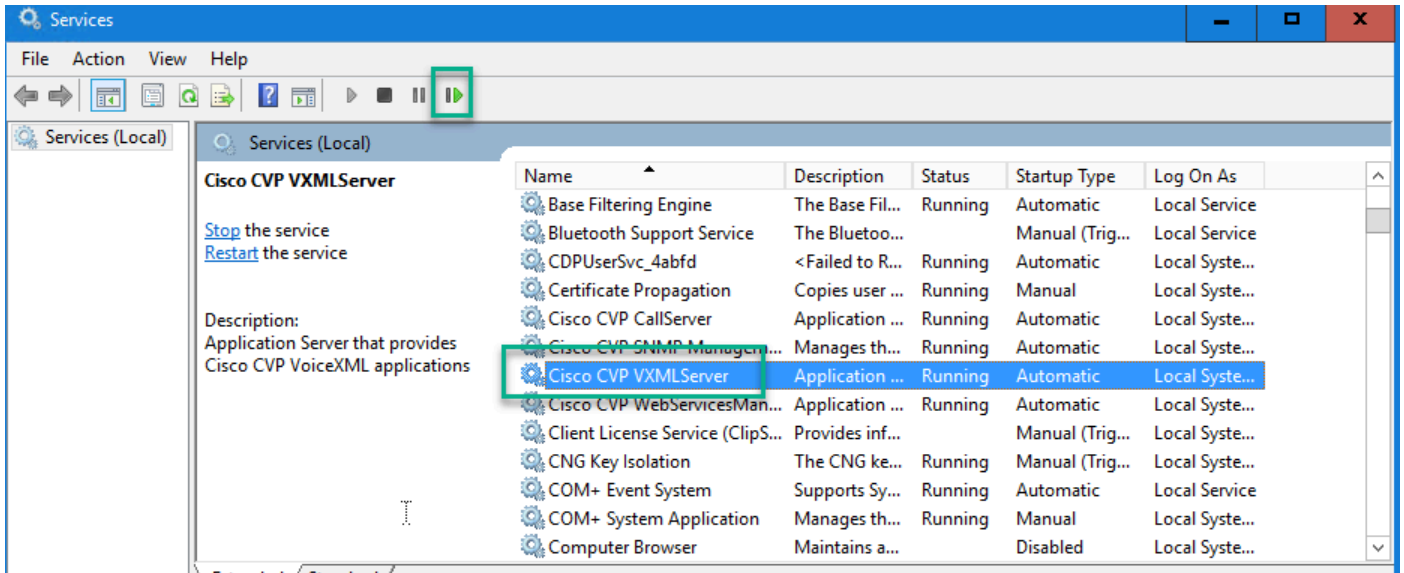 Services
File Action View Help
Services (Local)
Services (Local)
Cisco CVP VXMLServer
Stop the service
Restart the service
Description:
Application Server that provides
Cisco CVP VoiceXML applications
Name Description Status Startup Type Log On As
Base Filtering Engine The Base Fil... Running Automatic Local Service
Bluetooth Support Service The Bluetoo... Manual (Trig... Local Service
CDPUserSvc_4abfd <Failed to R... Running Automatic Local Syste...
Certificate Propagation Copies user ... Running Manual Local Syste...
Cisco CVP CallServer Application ... Running Automatic Local Syste...
Cisco CVP SNMP Managem... Manages th... Running Automatic Local Syste...
Cisco CVP VXMLServer Application ... Running Automatic Local Syste...
Cisco CVP WebServicesMan... Application ... Running Automatic Local Syste...
Client License Service (ClipS... Provides inf... Manual (Trig... Local Syste...
CNG Key Isolation The CNG ke... Running Manual (Trig... Local Syste...
COM+ Event System Supports Sy... Running Automatic Local Service
COM+ System Application Manages th... Running Manual Local Syste...
Computer Browser Maintains a... Disabled Local Syste...